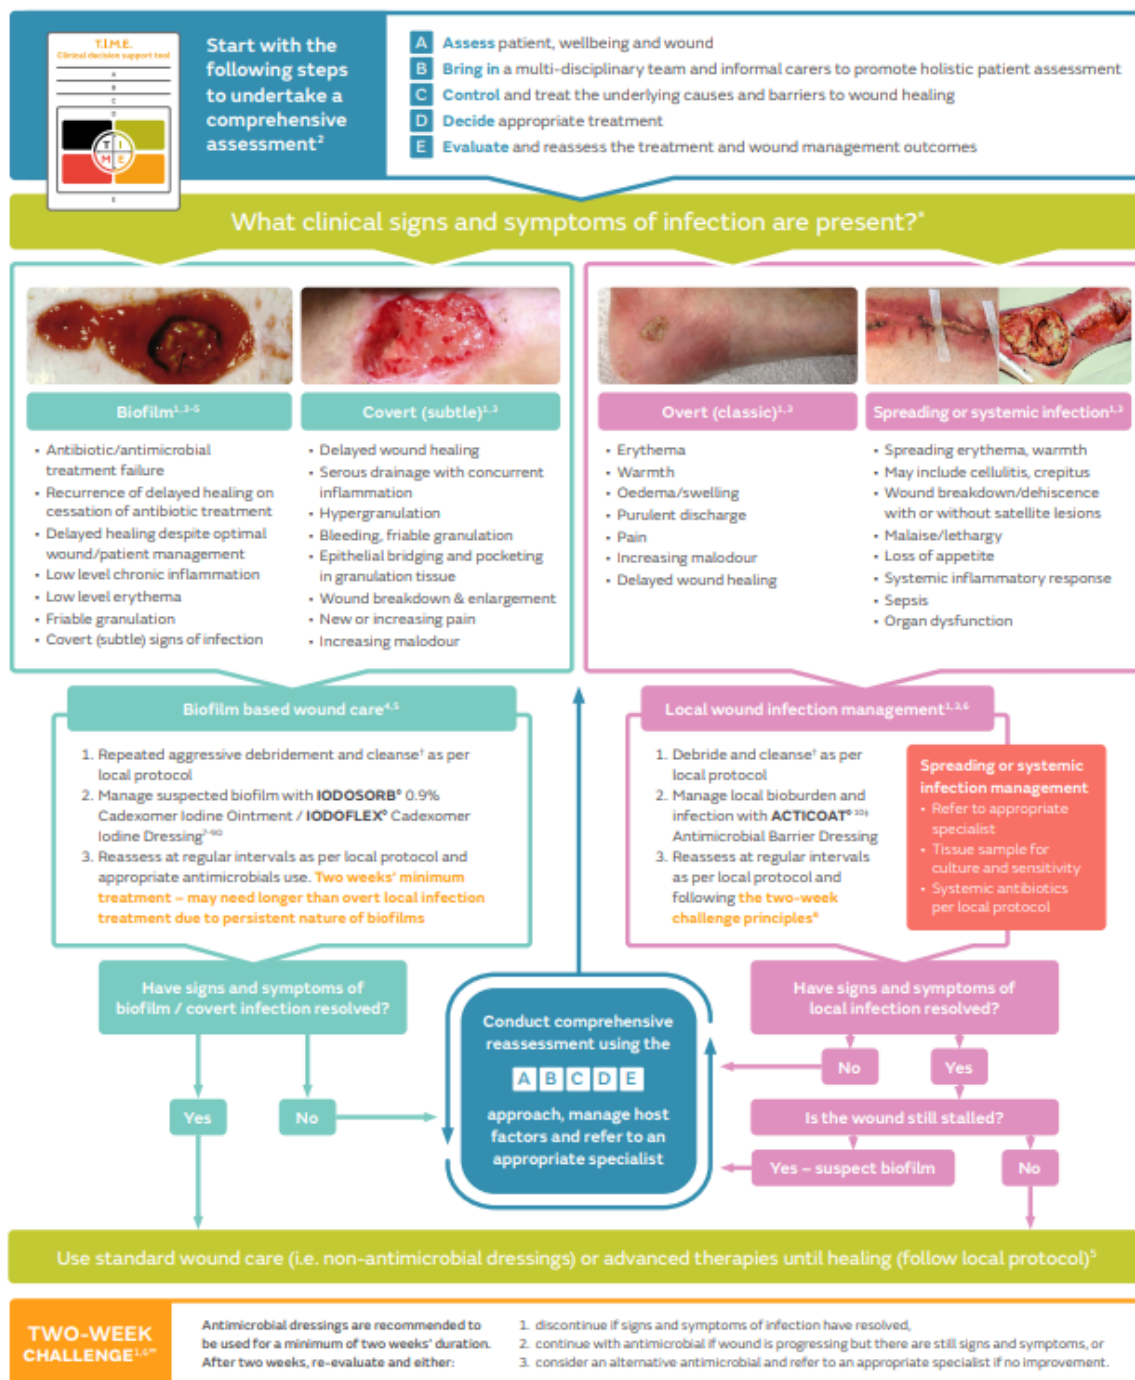 T.I.M.E.
Clinical decision support tool
A
B
C
D
T I
M E
E
Start with the
following steps
to undertake a
comprehensive
assessment²
A Assess patient, wellbeing and wound
B Bring in a multi-disciplinary team and informal carers to promote holistic patient assessment
C Control and treat the underlying causes and barriers to wound healing
D Decide appropriate treatment
E Evaluate and reassess the treatment and wound management outcomes
What clinical signs and symptoms of infection are present?*
Biofilm¹,³⁻⁵
• Antibiotic/antimicrobial
treatment failure
• Recurrence of delayed healing on
cessation of antibiotic treatment
• Delayed healing despite optimal
wound/patient management
• Low level chronic inflammation
• Low level erythema
• Friable granulation
• Covert (subtle) signs of infection
Covert (subtle)¹,³
• Delayed wound healing
• Serous drainage with concurrent
inflammation
• Hypergranulation
• Bleeding, friable granulation
• Epithelial bridging and pocketing
in granulation tissue
• Wound breakdown & enlargement
• New or increasing pain
• Increasing malodour
Overt (classic)¹,³
• Erythema
• Warmth
• Oedema/swelling
• Purulent discharge
• Pain
• Increasing malodour
• Delayed wound healing
Spreading or systemic infection¹,³
• Spreading erythema, warmth
• May include cellulitis, crepitus
• Wound breakdown/dehiscence
with or without satellite lesions
• Malaise/lethargy
• Loss of appetite
• Systemic inflammatory response
• Sepsis
• Organ dysfunction
Biofilm based wound care⁴,⁵
1. Repeated aggressive debridement and cleanse† as per
local protocol
2. Manage suspected biofilm with IODOSORB◊ 0.9%
Cadexomer Iodine Ointment / IODOFLEX◊ Cadexomer
Iodine Dressing
3. Reassess at regular intervals as per local protocol and
appropriate antimicrobials use. Two weeks' minimum
treatment – may need longer than overt local infection
treatment due to persistent nature of biofilms
Local wound infection management¹,³,⁶
1. Debride and cleanse† as per
local protocol
2. Manage local bioburden and
infection with ACTICOAT◊
Antimicrobial Barrier Dressing
3. Reassess at regular intervals
as per local protocol and
following the two-week
challenge principles
Spreading or systemic
infection management
• Refer to appropriate
specialist
• Tissue sample for
culture and sensitivity
• Systemic antibiotics
per local protocol
Have signs and symptoms of
biofilm / covert infection resolved?
Yes
No
Conduct comprehensive
reassessment using the
A B C D E
approach, manage host
factors and refer to an
appropriate specialist
Have signs and symptoms of
local infection resolved?
No
Yes
Is the wound still stalled?
Yes – suspect biofilm
No
Use standard wound care (i.e. non-antimicrobial dressings) or advanced therapies until healing (follow local protocol)⁵
TWO-WEEK
CHALLENGE
Antimicrobial dressings are recommended to
be used for a minimum of two weeks' duration.
After two weeks, re-evaluate and either:
1. discontinue if signs and symptoms of infection have resolved,
2. continue with antimicrobial if wound is progressing but there are still signs and symptoms, or
3. consider an alternative antimicrobial and refer to an appropriate specialist if no improvement.